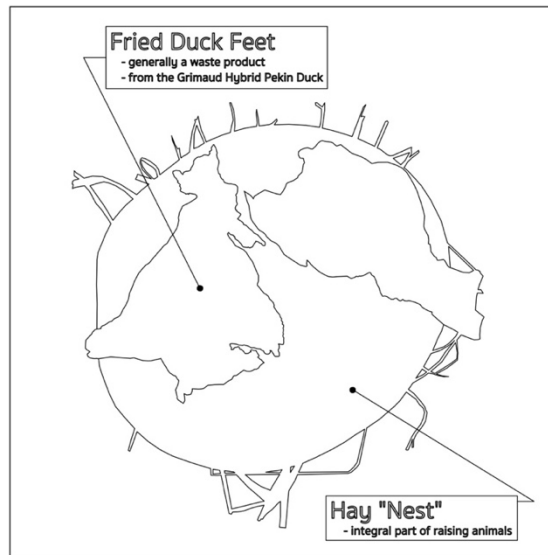 Fried Duck Feet
- generally a waste product
- from the Grimaud Hybrid Pekin Duck
Hay "Nest"
- integral part of raising animals